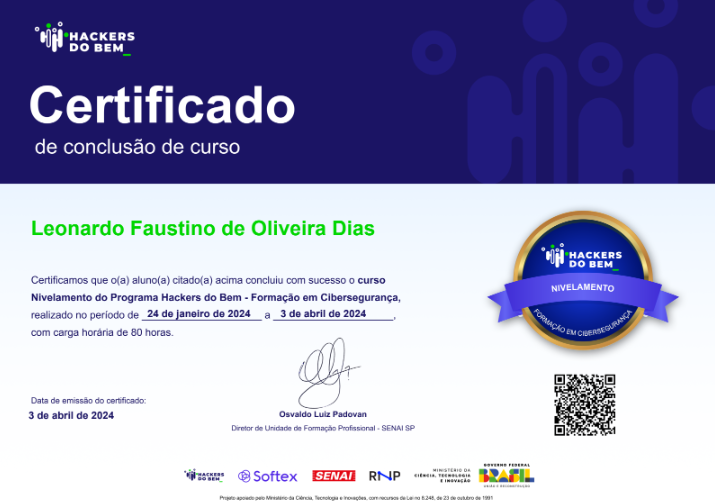 HACKERS
DO BEM_
Certificado
de conclusão de curso
Leonardo Faustino de Oliveira Dias
Certificamos que o(a) aluno(a) citado(a) acima concluiu com sucesso o curso
Nivelamento do Programa Hackers do Bem - Formação em Cibersegurança,
realizado no período de 24 de janeiro de 2024 a 3 de abril de 2024,
com carga horária de 80 horas.
HACKERS
DO BEM_
NIVELAMENTO
FORMAÇÃO EM CIBERSEGURANÇA
Data de emissão do certificado:
3 de abril de 2024
Osvaldo Luiz Padovan
Diretor de Unidade de Formação Profissional - SENAI SP
HACKERS
DO BEM_
Softex
SENAI
RNP
MINISTÉRIO DA
CIÊNCIA, TECNOLOGIA
E INOVAÇÃO
GOVERNO FEDERAL
BRASIL
UNIÃO E RECONSTRUÇÃO
Projeto apoiado pelo Ministério da Ciência, Tecnologia e Inovações, com recursos da Lei no 8.248, de 23 de outubro de 1991